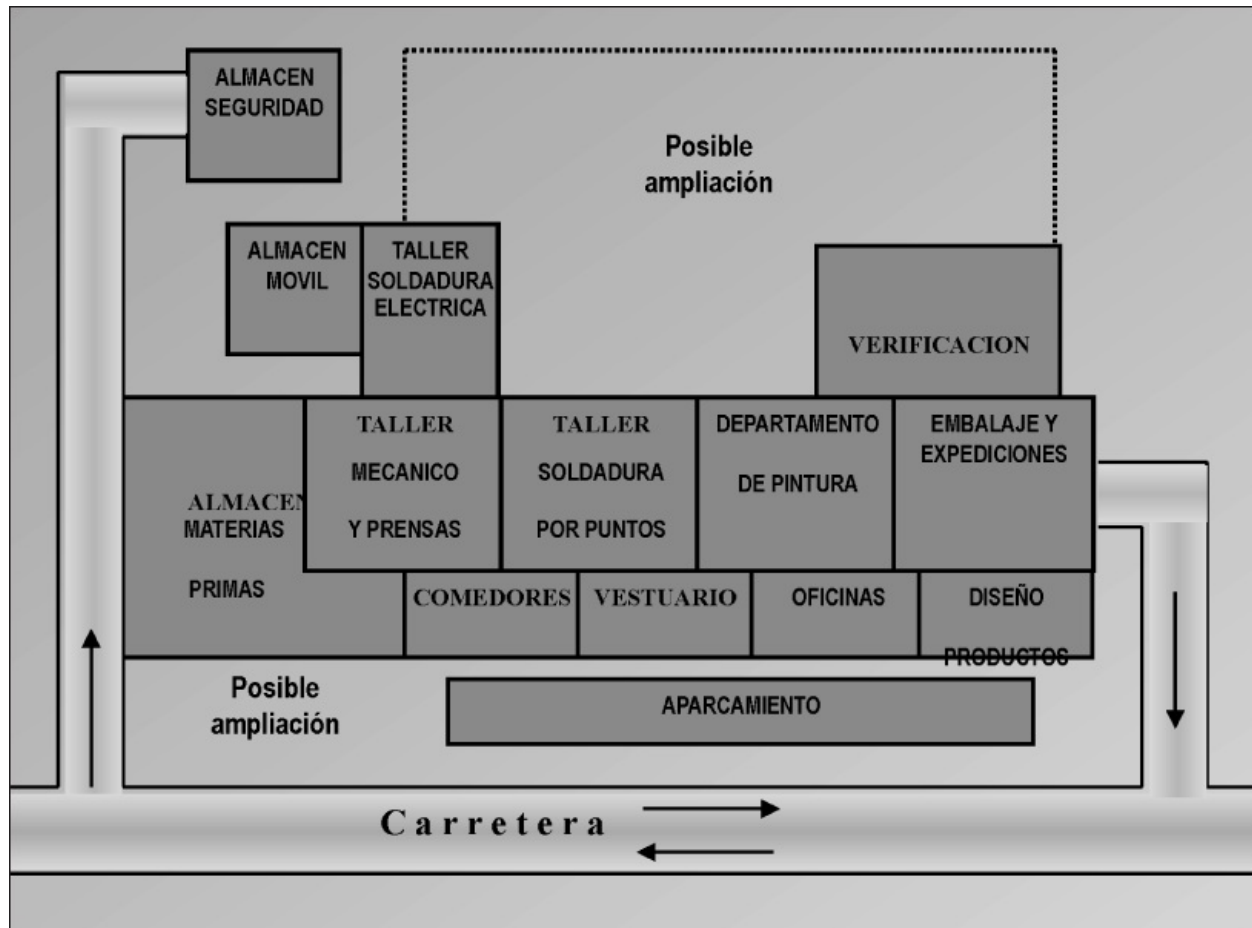 ALMACEN
SEGURIDAD
Posible
ampliación
ALMACEN
MOVIL
TALLER
SOLDADURA
ELECTRICA
VERIFICACION
ALMACEN
MATERIAS
PRIMAS
TALLER
MECANICO
Y PRENSAS
TALLER
SOLDADURA
POR PUNTOS
DEPARTAMENTO
DE PINTURA
EMBALAJE Y
EXPEDICIONES
COMEDORES
VESTUARIO
OFICINAS
DISEÑO
PRODUCTOS
Posible
ampliación
APARCAMIENTO
Carretera